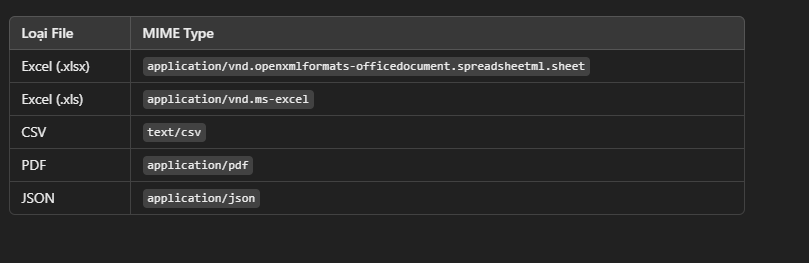 Loại File MIME Type
Excel (.xlsx) application/vnd.openxmlformats-officedocument.spreadsheetml.sheet
Excel (.xls) application/vnd.ms-excel
CSV text/csv
PDF application/pdf
JSON application/json